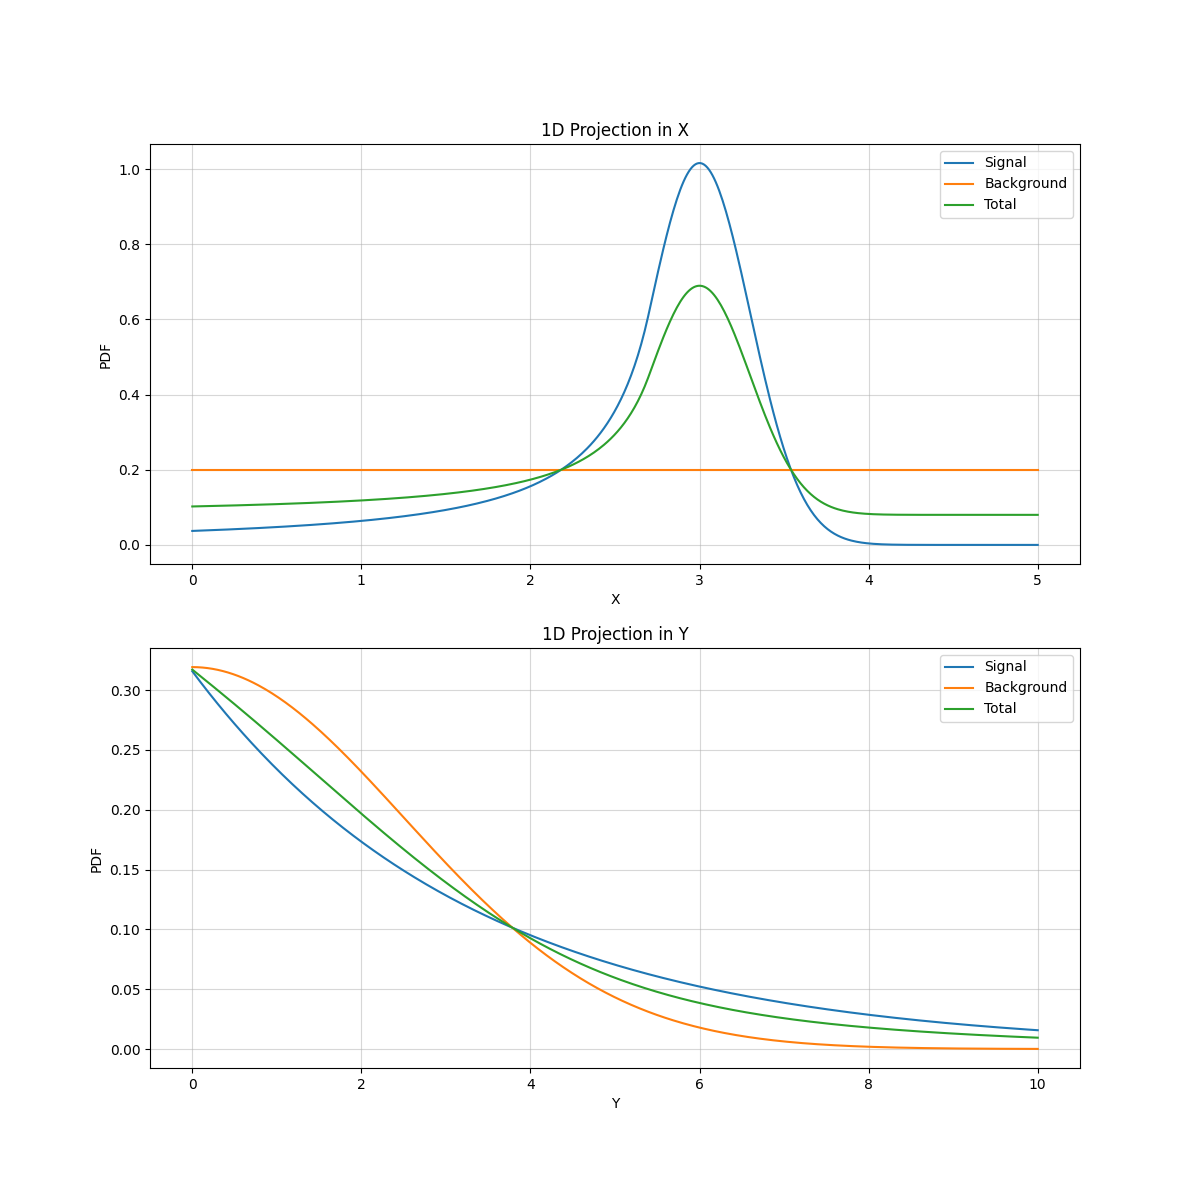 1D Projection in X
1.0
0.8
0.6
0.4
0.2
0.0
PDF
Signal
Background
Total
0 1 2 3 4 5
X
1D Projection in Y
0.30
0.25
0.20
0.15
0.10
0.05
0.00
PDF
Signal
Background
Total
0 2 4 6 8 10
Y